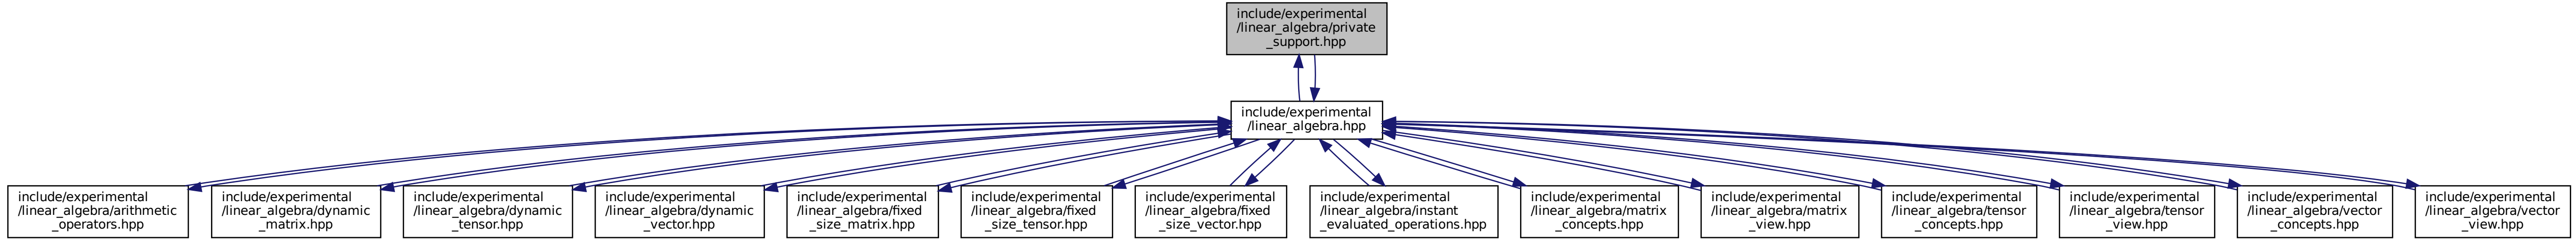 include/experimental
/linear_algebra/private
_support.hpp
include/experimental
/linear_algebra.hpp
include/experimental
/linear_algebra/arithmetic
_operators.hpp
include/experimental
/linear_algebra/dynamic
_matrix.hpp
include/experimental
/linear_algebra/dynamic
_tensor.hpp
include/experimental
/linear_algebra/dynamic
_vector.hpp
include/experimental
/linear_algebra/fixed
_size_matrix.hpp
include/experimental
/linear_algebra/fixed
_size_tensor.hpp
include/experimental
/linear_algebra/fixed
_size_vector.hpp
include/experimental
/linear_algebra/instant
_evaluated_operations.hpp
include/experimental
/linear_algebra/matrix
_concepts.hpp
include/experimental
/linear_algebra/matrix
_view.hpp
include/experimental
/linear_algebra/tensor
_concepts.hpp
include/experimental
/linear_algebra/tensor
_view.hpp
include/experimental
/linear_algebra/vector
_concepts.hpp
include/experimental
/linear_algebra/vector
_view.hpp